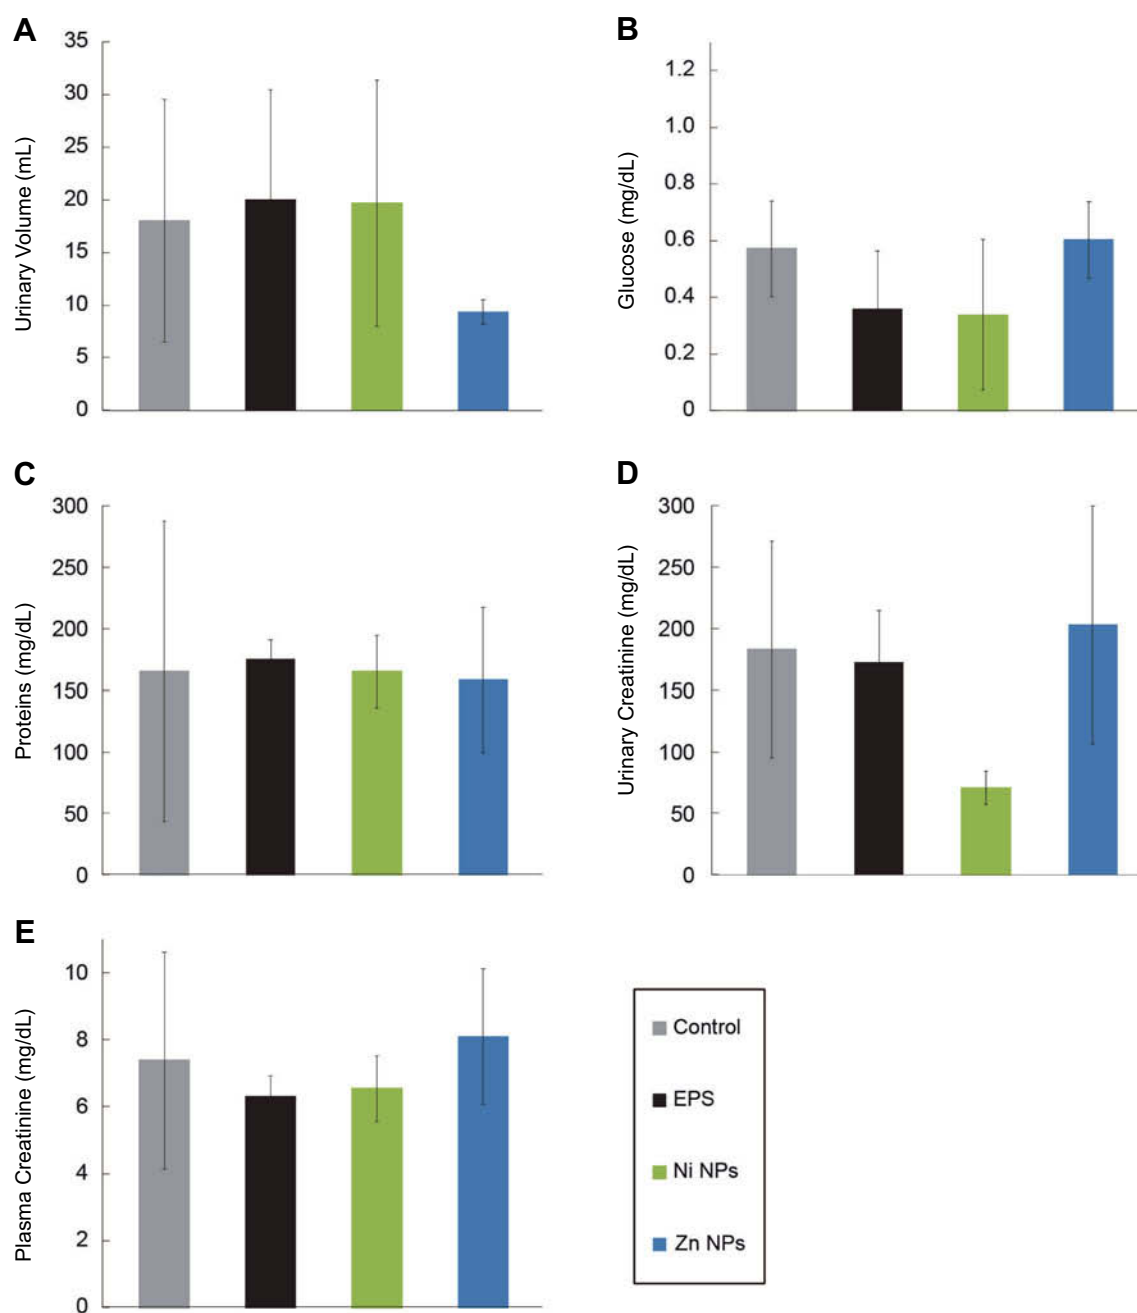 A
Urinary Volume (mL)
35
30
25
20
15
10
5
0
B
Glucose (mg/dL)
1.2
1.0
0.8
0.6
0.4
0.2
0
C
Proteins (mg/dL)
300
250
200
150
100
50
0
D
Urinary Creatinine (mg/dL)
300
250
200
150
100
50
0
E
Plasma Creatinine (mg/dL)
10
8
6
4
2
0
Control
EPS
Ni NPs
Zn NPs